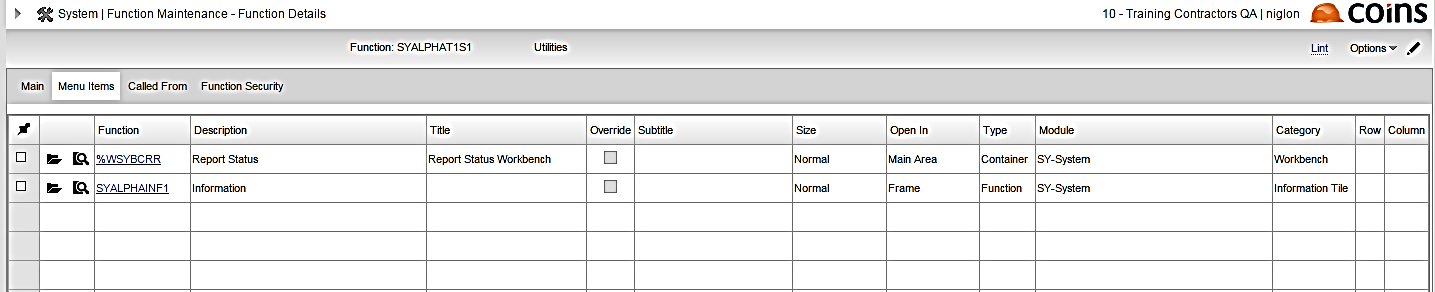 System | Function Maintenance - Function Details
10 - Training Contractors QA | niglon
coins
Function: SYALPHAT1S1
Utilities
Lint
Options
Main
Menu Items
Called From
Function Security
Function Description Title Override Subtitle Size Open In Type Module Category Row Column
%WSYBCRR Report Status Report Status Workbench Normal Main Area Container SY-System Workbench
SYALPHAINF1 Information Normal Frame Function SY-System Information Tile